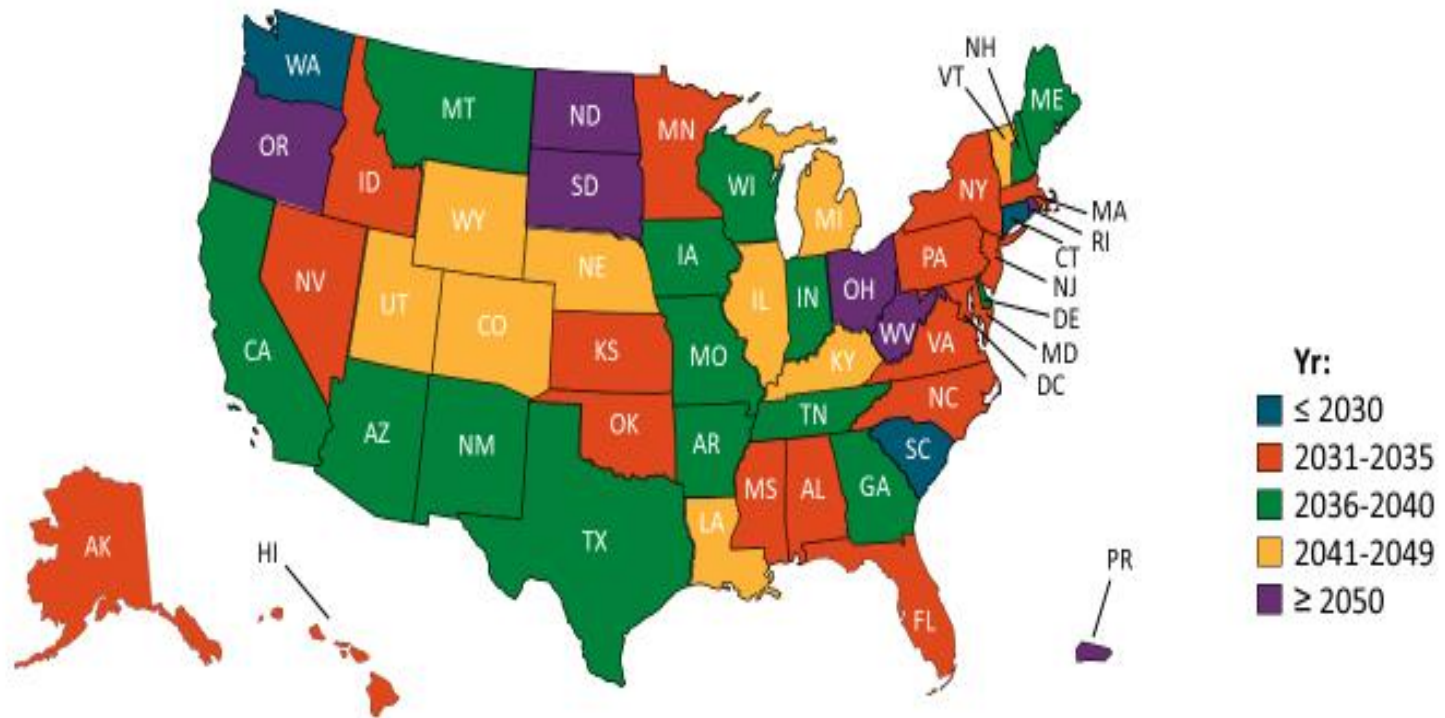 WA
MT
ND
MN
OR
ID
SD
WI
WY
MI
NY
ME
NH
VT
MA
RI
CT
NJ
DE
MD
DC
NV
UT
CO
NE
IA
IL
IN
OH
PA
WV
VA
KY
CA
AZ
NM
KS
MO
OK
AR
TN
NC
SC
TX
LA
MS
AL
GA
FL
AK
HI
PR
Yr:
≤ 2030
2031-2035
2036-2040
2041-2049
≥ 2050